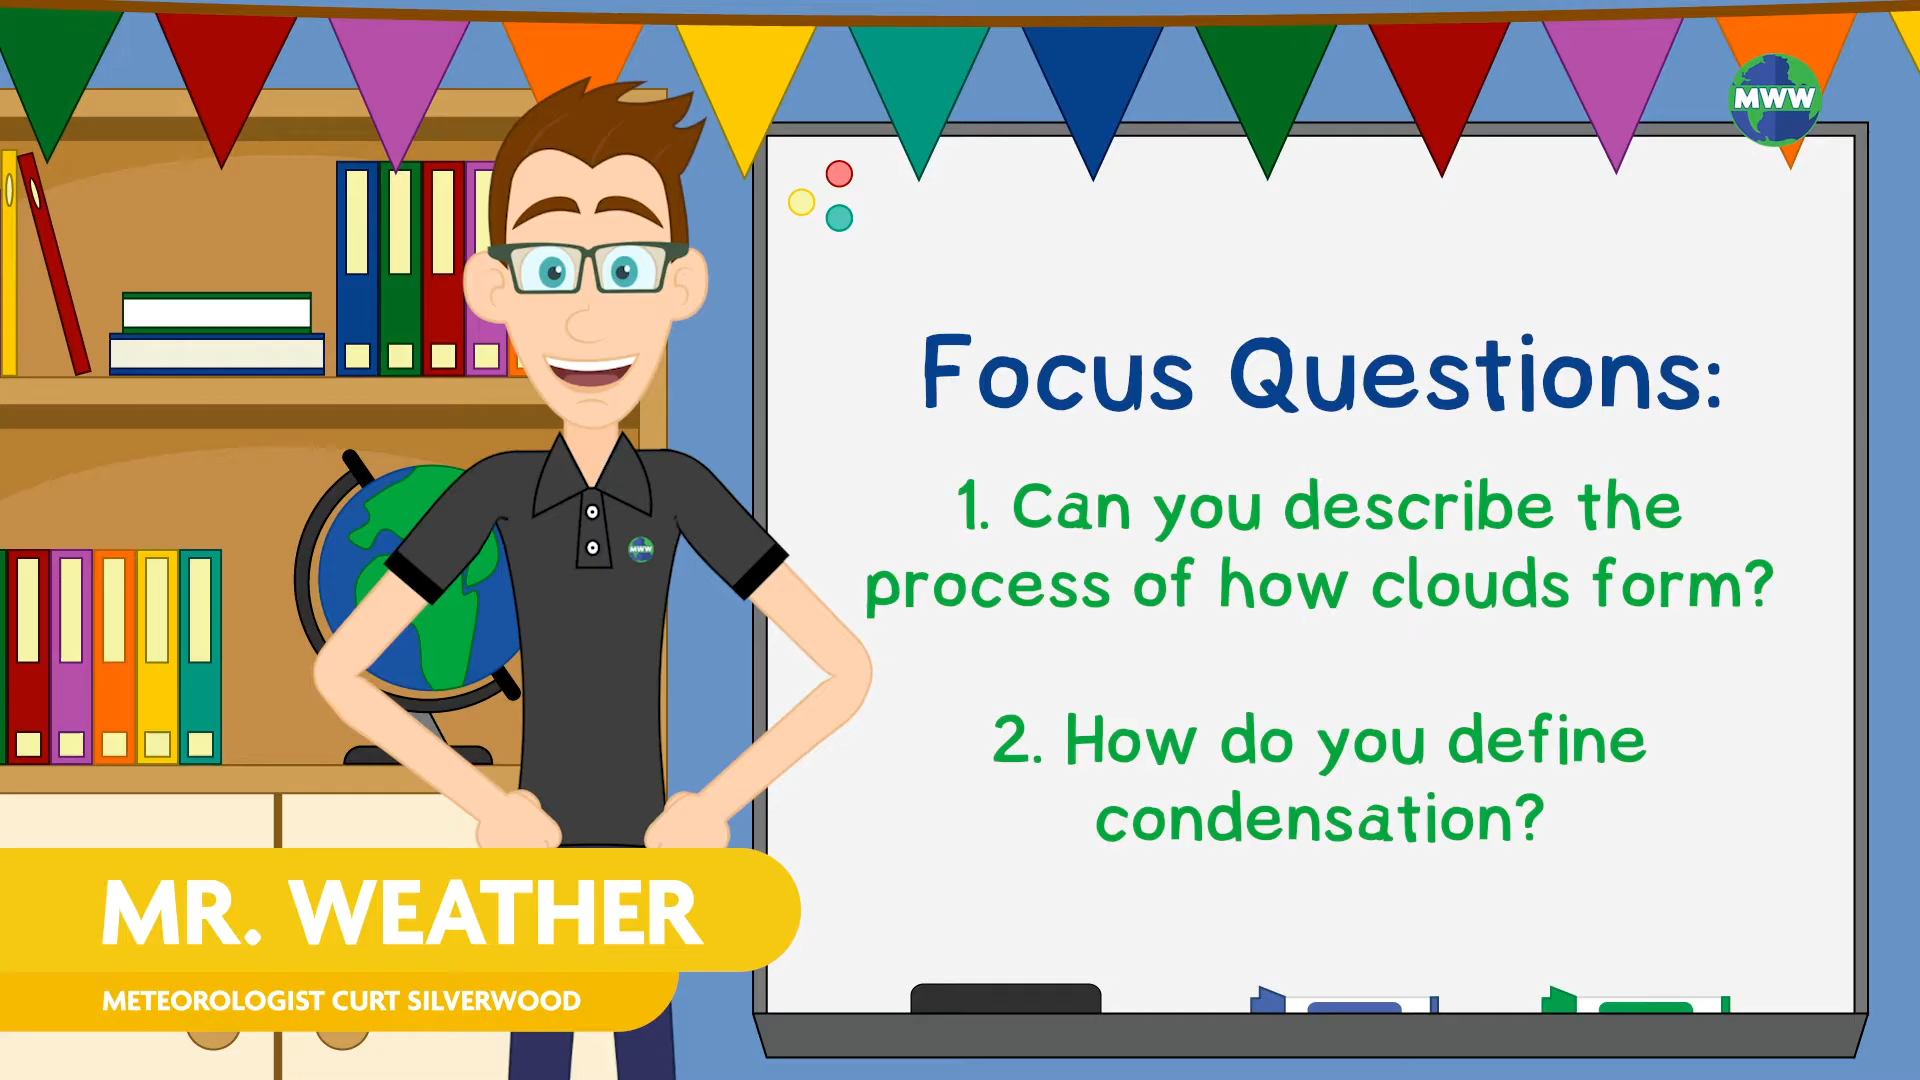 MWW
Focus Questions:
1. Can you describe the
process of how clouds form?
2. How do you define
condensation?
MWW
MR. WEATHER
METEOROLOGIST CURT SILVERWOOD